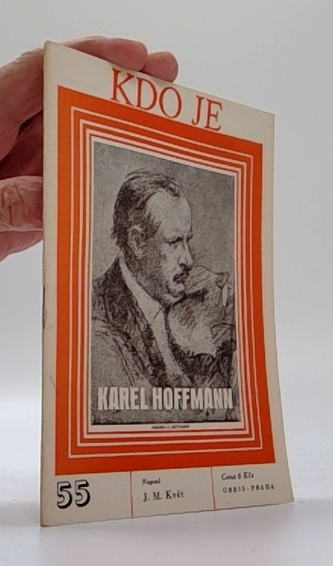 KDO JE
KAREL HOFFMANN
55
Napsal
J. M. Květ
Cena 6 Kčs
ORBIS-PRAHA